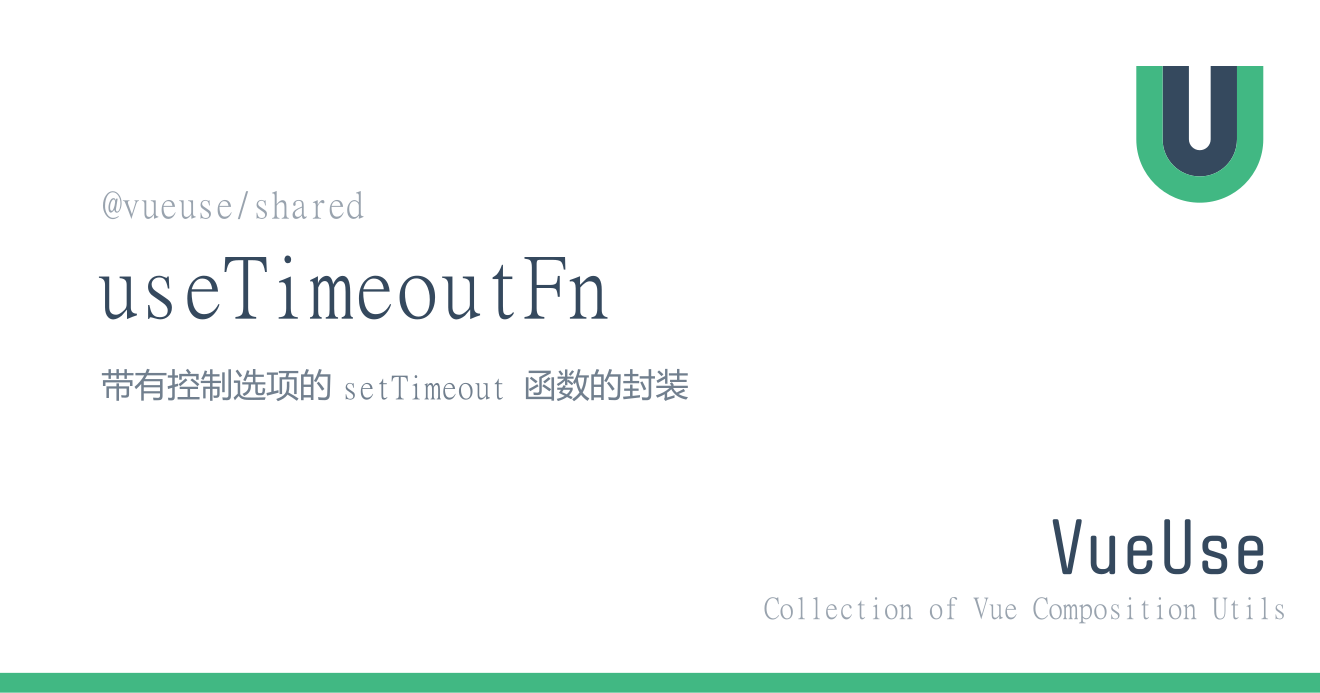 @vueuse/shared
useTimeoutFn
带有控制选项的 setTimeout 函数的封装
VueUse
Collection of Vue Composition Utils